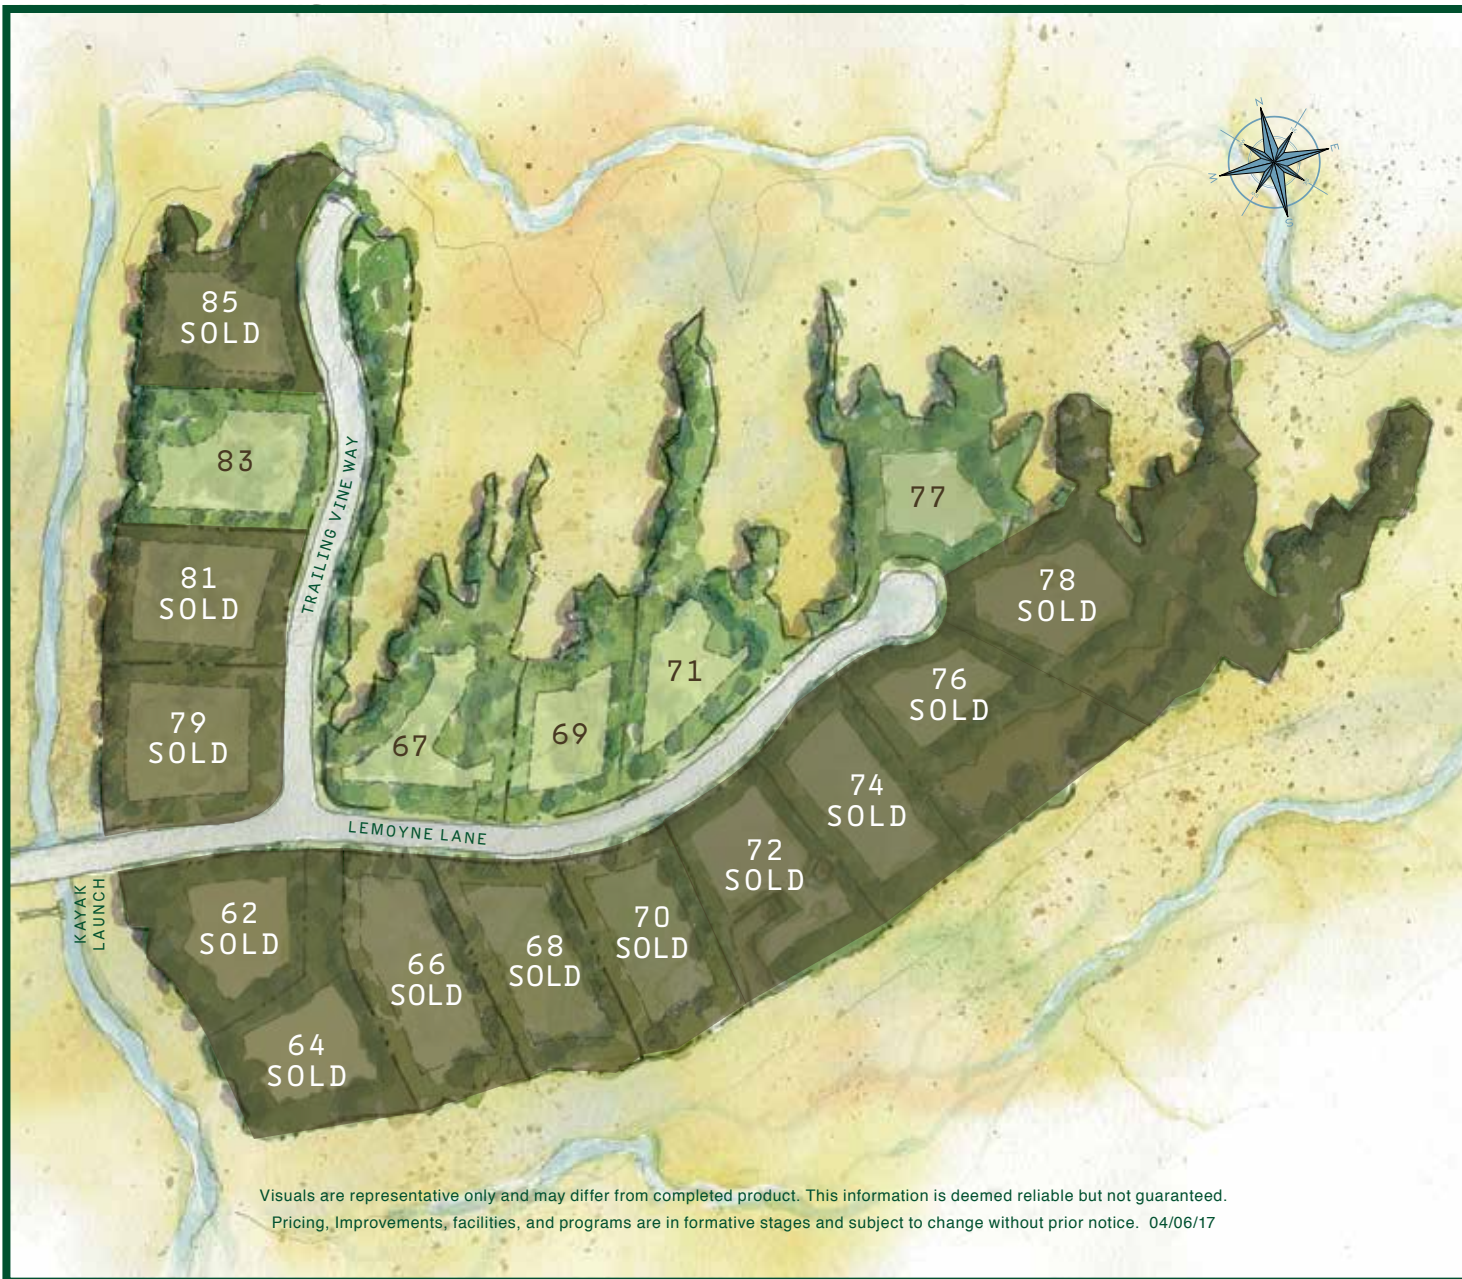 N
E
W
S
85
SOLD
83
81
SOLD
79
SOLD
TRAILING VINE WAY
77
78
SOLD
76
SOLD
71
69
67
74
SOLD
72
SOLD
LEMOYNE LANE
KAYAK
LAUNCH
62
SOLD
70
SOLD
68
SOLD
66
SOLD
64
SOLD
Visuals are representative only and may differ from completed product. This information is deemed reliable but not guaranteed.
Pricing, Improvements, facilities, and programs are in formative stages and subject to change without prior notice. 04/06/17